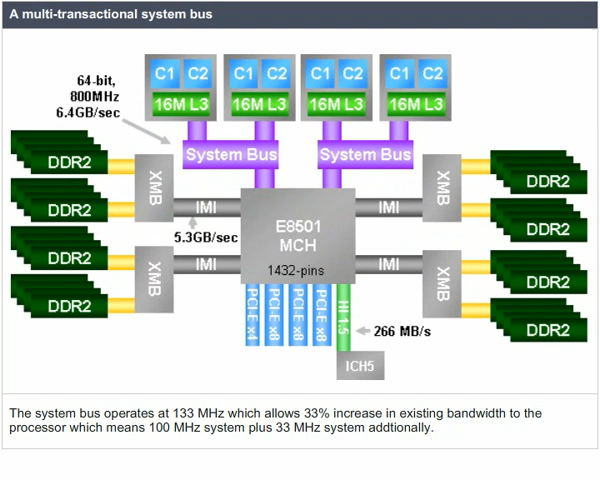 A multi-transactional system bus
C1 C2 C1 C2 C1 C2 C1 C2
16M L3 16M L3 16M L3 16M L3
64-bit,
800MHz
6.4GB/sec
System Bus System Bus
DDR2 XMB XMB DDR2
DDR2 IMI IMI DDR2
5.3GB/sec
E8501
MCH
1432-pins
DDR2 XMB IMI IMI XMB DDR2
DDR2 DDR2
PCI-E x4 PCI-E x8 PCI-E x8 PCI-E x8 HI 1.5
266 MB/s
ICH5
The system bus operates at 133 MHz which allows 33% increase in existing bandwidth to the
processor which means 100 MHz system plus 33 MHz system addtionally.